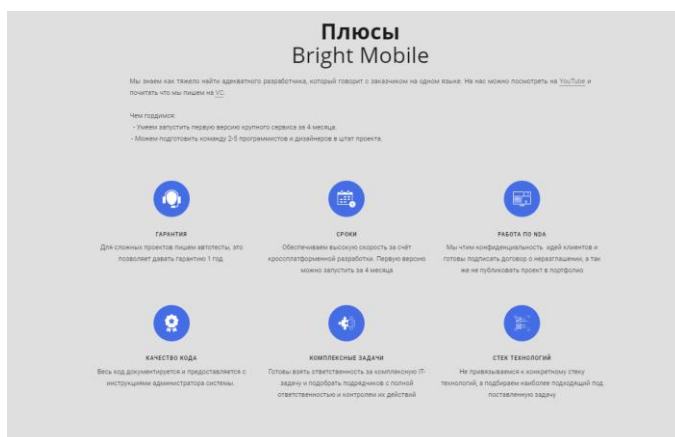 Плюсы
Bright Mobile
Мы знаем как тяжело найти адекватного разработчика, который говорит с заказчиком на одном языке. На нас можно посмотреть на YouTube и
почитать что мы пишем на VC.
Чем гордимся:
- Умеем запустить первую версию крупного сервиса за 4 месяца.
- Можем подготовить команду 2-5 программистов и дизайнеров в штат проекта.
ГАРАНТИЯ
Для сложных проектов пишем автотесты, это
позволяет давать гарантию 1 год
СРОКИ
Обеспечиваем высокую скорость за счёт
кроссплатформенной разработки. Первую версию
можно запустить за 4 месяца
РАБОТА ПО NDA
Мы чтим конфиденциальность идей клиентов и
готовы подписать договор о неразглашении, а так
же не публиковать проект в портфолио
КАЧЕСТВО КОДА
Весь код документируется и предоставляется с
инструкциями администратора системы.
КОМПЛЕКСНЫЕ ЗАДАЧИ
Готовы взять ответственность за комплексную IT-
задачу и подобрать подрядчиков с полной
ответственностью и контролем их действий
СТЕК ТЕХНОЛОГИЙ
Не привязываемся к конкретному стеку
технологий, а подбираем наиболее подходящий под
поставленную задачу